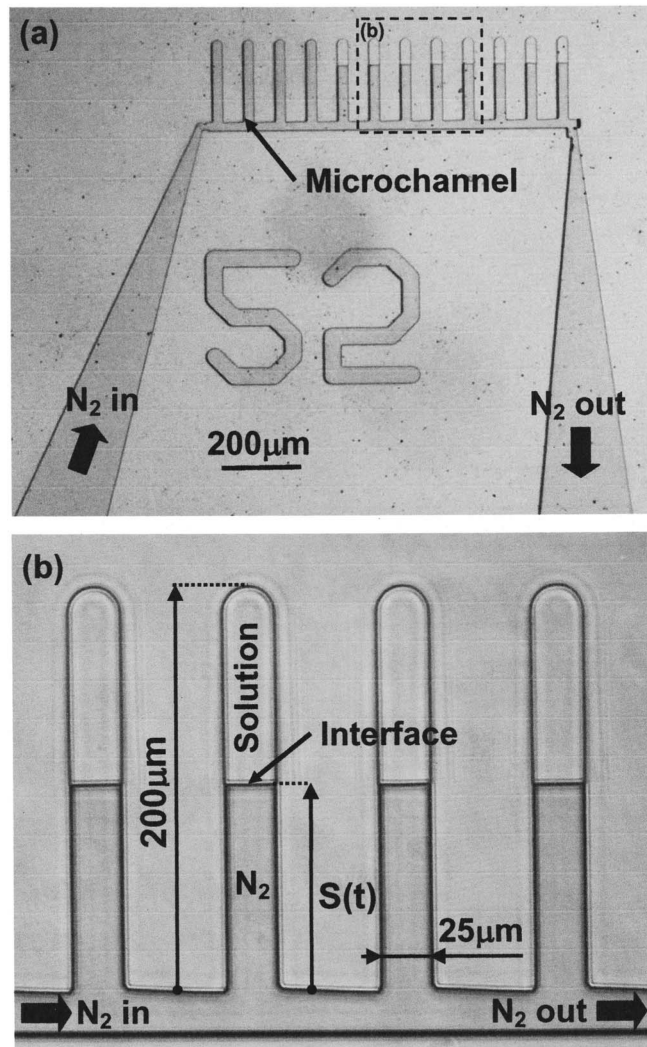 (a)
(b)
Microchannel
52
N₂ in
N₂ out
200μm
(b)
Solution
200μm
Interface
N₂
S(t)
25μm
N₂ in
N₂ out